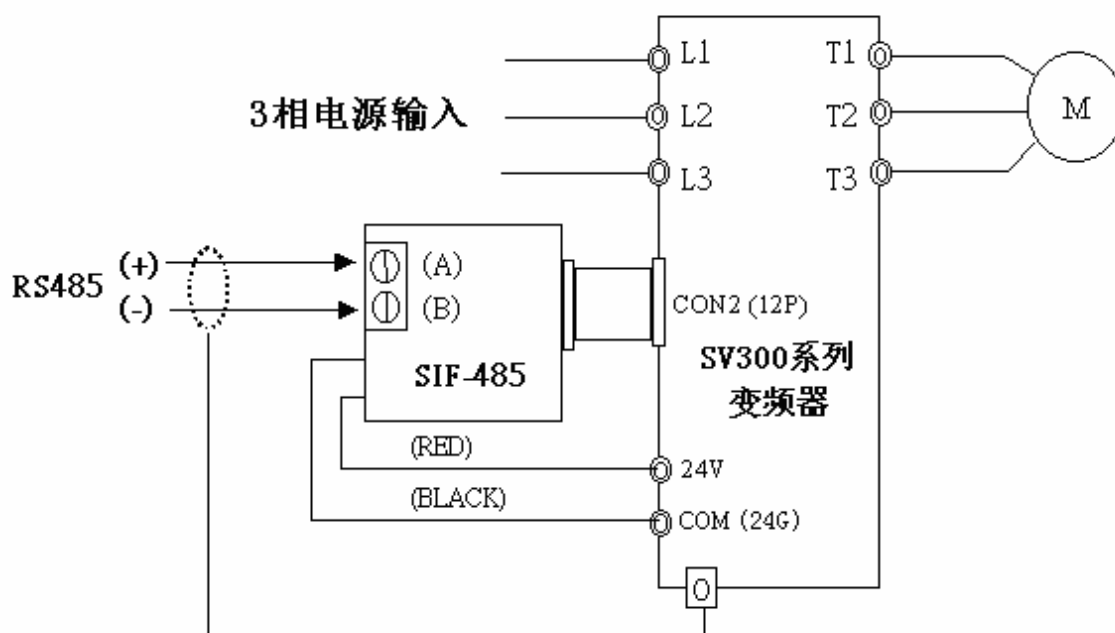 L1 T1
3相电源输入 L2 T2 M
L3 T3
RS485 (+) (A)
(-) (B)
CON2 (12P)
SIF-485
SV300系列
变频器
(RED)
24V
(BLACK)
COM (24G)
O